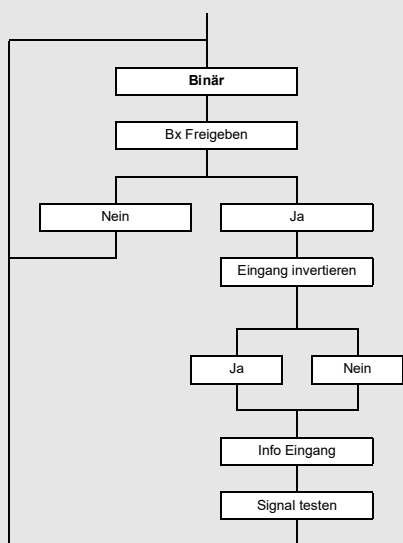 Binär
Bx Freigeben
Nein
Ja
Eingang invertieren
Ja
Nein
Info Eingang
Signal testen